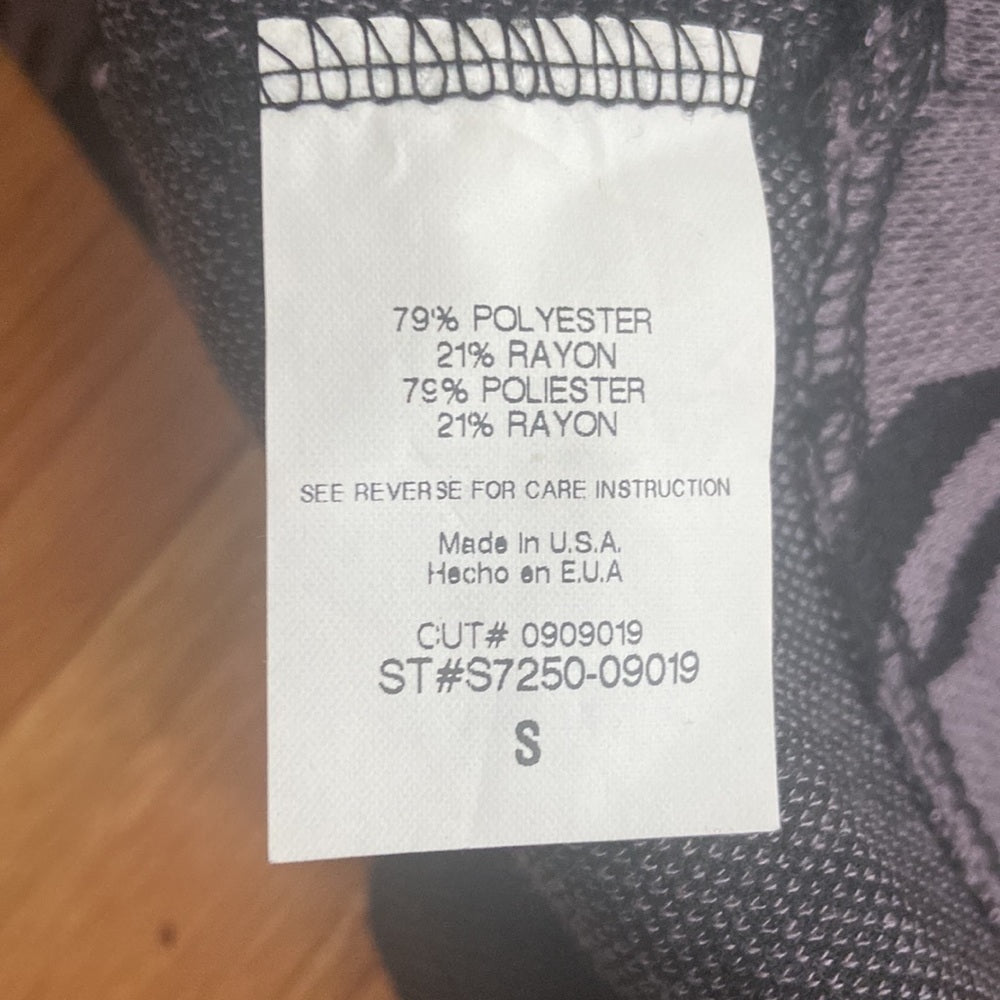 79% POLYESTER
21% RAYON
79% POLIESTER
21% RAYON
SEE REVERSE FOR CARE INSTRUCTION
Made In U.S.A.
Hecho en E.U.A
CUT# 0909019
ST#S7250-09019
S